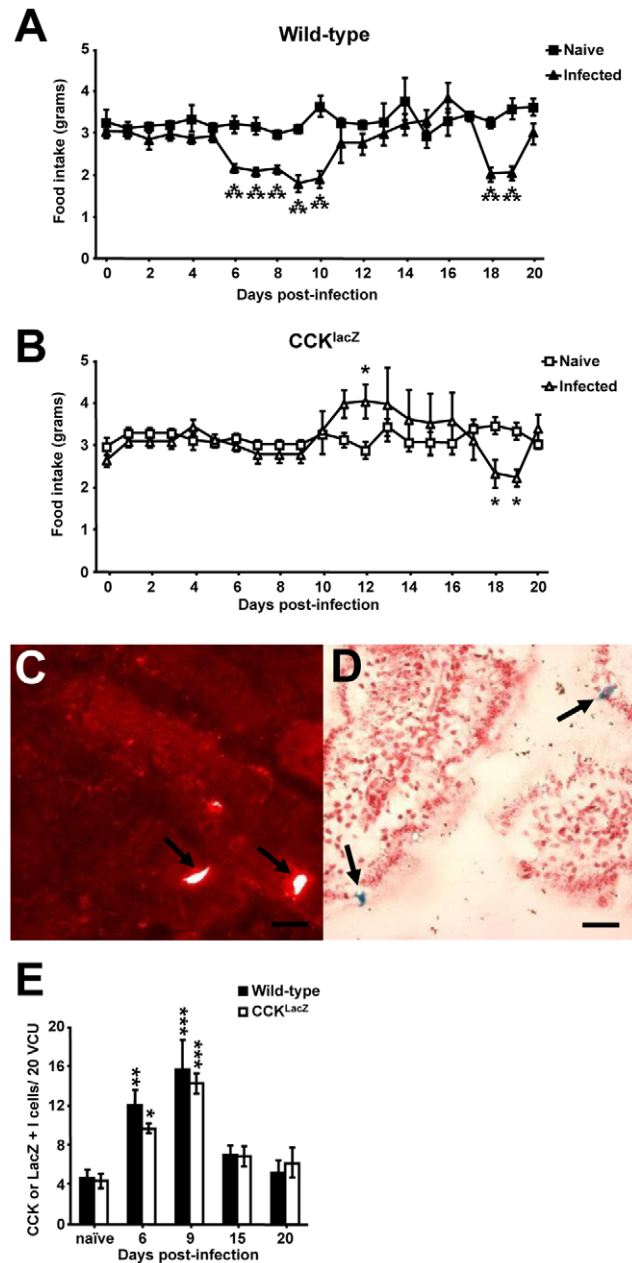 A
Wild-type
Naive
Infected
Food intake (grams)
5
4
3
2
1
0
⁂ ⁂ ⁂ ⁂ ⁂ ⁂ ⁂
0 2 4 6 8 10 12 14 16 18 20
Days post-infection
B
CCKlacZ
Naive
Infected
Food intake (grams)
5
4
3
2
1
0
* * *
0 2 4 6 8 10 12 14 16 18 20
Days post-infection
C
D
E
Wild-type
CCKLacZ
CCK or LacZ + I cells/ 20 VCU
20
16
12
8
4
0
** * *** ***
naïve 6 9 15 20
Days post-infection